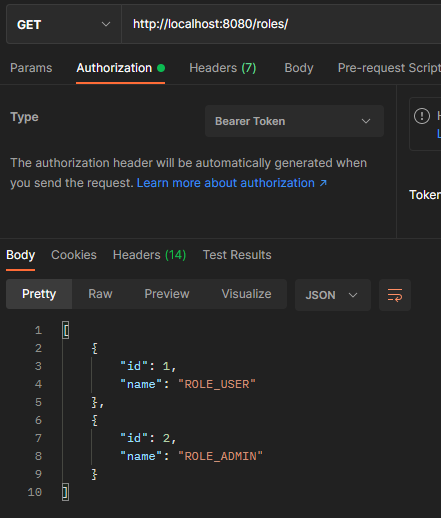 GET http://localhost:8080/roles/
Params Authorization Headers (7) Body Pre-request Script
Type Bearer Token
The authorization header will be automatically generated when
you send the request. Learn more about authorization ↗
Token
Body Cookies Headers (14) Test Results
Pretty Raw Preview Visualize JSON
1 [
2 {
3 "id": 1,
4 "name": "ROLE_USER"
5 },
6 {
7 "id": 2,
8 "name": "ROLE_ADMIN"
9 }
10 ]